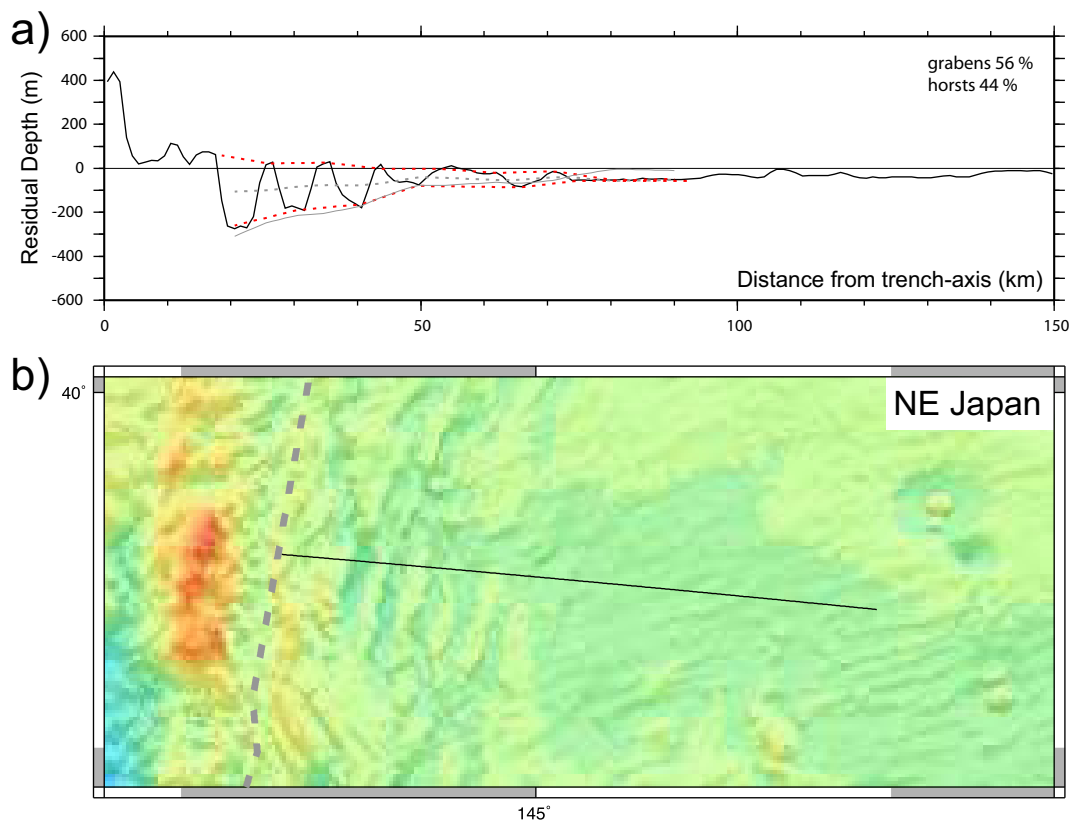 a)
600
400
200
0
-200
-400
-600
Residual Depth (m)
grabens 56 %
horsts 44 %
Distance from trench-axis (km)
0
50
100
150
b)
40°
NE Japan
145°